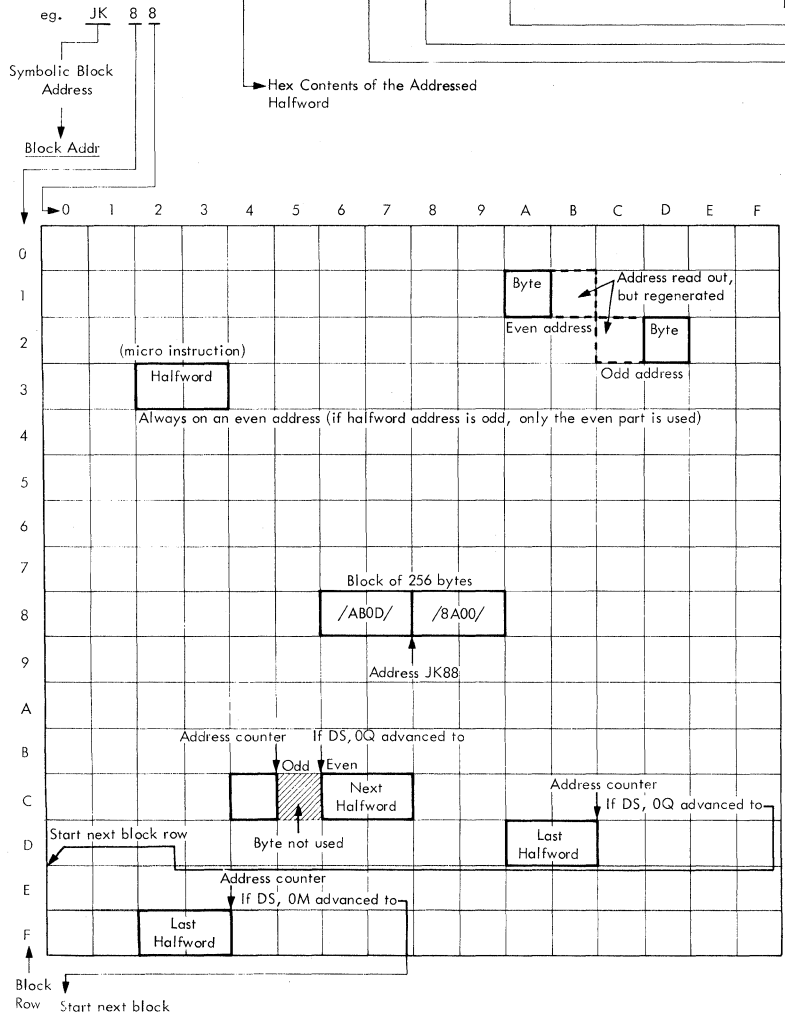 eg. JK 8 8
Symbolic Block
Address
Hex Contents of the Addressed
Halfword
Block Addr
0 1 2 3 4 5 6 7 8 9 A B C D E F
0
1
Byte
Address read out,
but regenerated
Even address
2
Byte
(micro instruction)
Odd address
3
Halfword
Always on an even address (if halfword address is odd, only the even part is used)
4
5
6
7
Block of 256 bytes
8
/AB0D/
/8A00/
9
Address JK88
A
Address counter
If DS, 0Q advanced to
B
Odd
Even
C
Next
Halfword
Address counter
If DS, 0Q advanced to
Start next block row
Byte not used
D
Last
Halfword
E
Address counter
If DS, 0M advanced to
F
Last
Halfword
Block
Row
Start next block